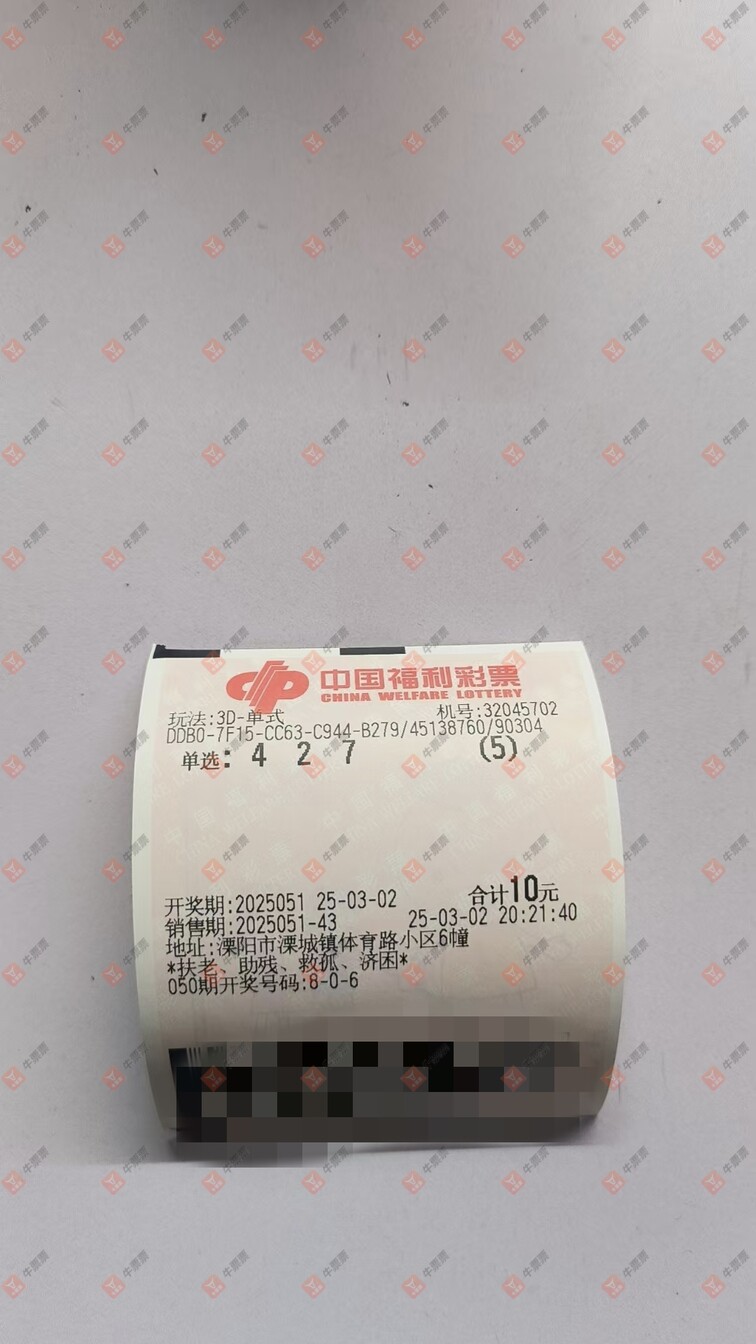 中国福利彩票
CHINA WELFARE LOTTERY
玩法:3D-单式 机号:32045702
DDB0-7F15-CC63-C944-B279/45138760/90304
单选: 4 2 7 (5)
开奖期:2025051 25-03-02 合计10元
销售期:2025051-43 25-03-02 20:21:40
地址:溧阳市溧城镇体育路小区6幢
*扶老、助残、救孤、济困*
050期开奖号码:8-0-6